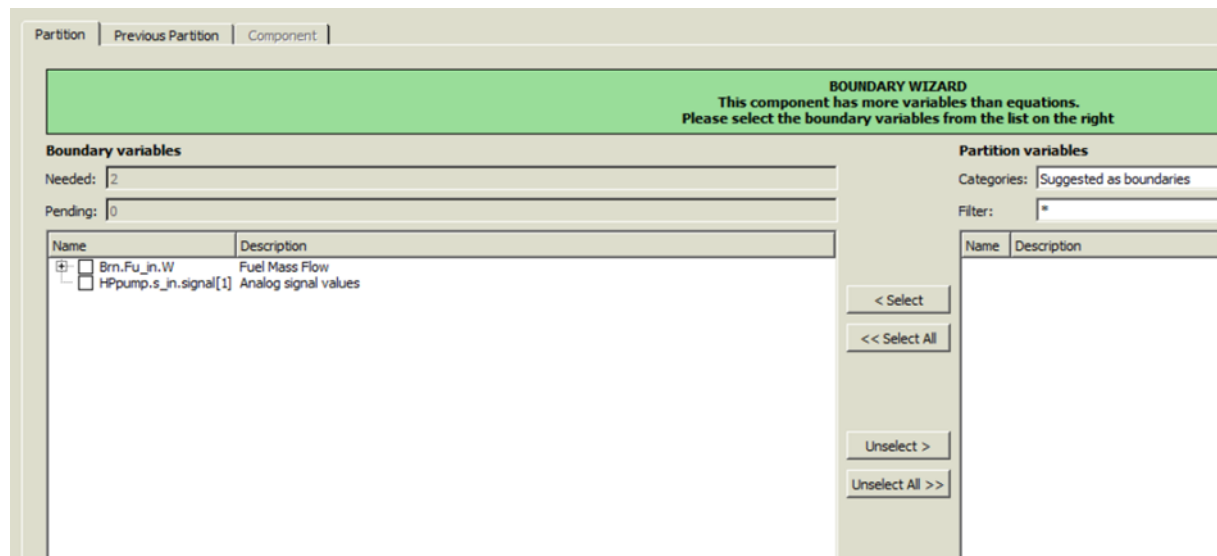 Partition Previous Partition Component
BOUNDARY WIZARD
This component has more variables than equations.
Please select the boundary variables from the list on the right
Boundary variables
Needed: 2
Pending: 0
Name Description
Brn.Fu_in.W Fuel Mass Flow
HPpump.s_in.signal[1] Analog signal values
< Select
<< Select All
Unselect >
Unselect All >>
Partition variables
Categories: Suggested as boundaries
Filter: *
Name Description